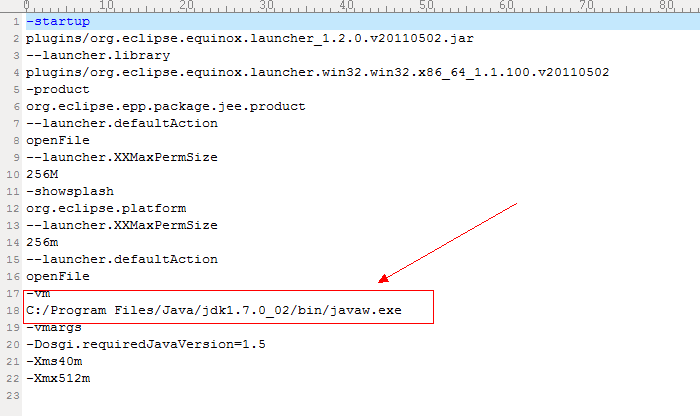 0 10 20 30 40 50 60 70 80
1 -startup
2 plugins/org.eclipse.equinox.launcher_1.2.0.v20110502.jar
3 --launcher.library
4 plugins/org.eclipse.equinox.launcher.win32.win32.x86_64_1.1.100.v20110502
5 -product
6 org.eclipse.epp.package.jee.product
7 --launcher.defaultAction
8 openFile
9 --launcher.XXMaxPermSize
10 256M
11 -showsplash
12 org.eclipse.platform
13 --launcher.XXMaxPermSize
14 256m
15 --launcher.defaultAction
16 openFile
17 -vm
18 C:/Program Files/Java/jdk1.7.0_02/bin/javaw.exe
19 -vmargs
20 -Dosgi.requiredJavaVersion=1.5
21 -Xms40m
22 -Xmx512m
23